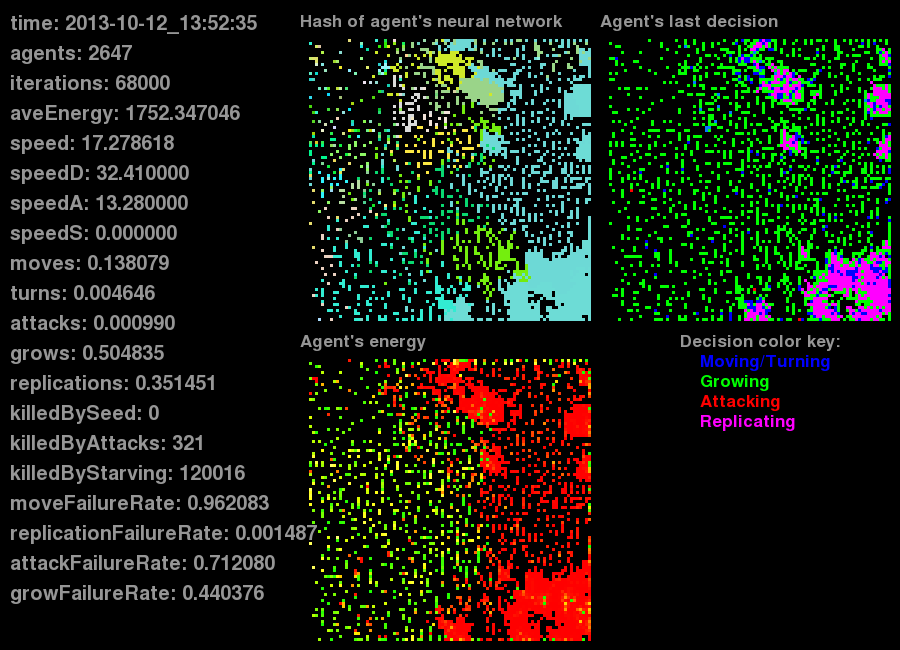 time: 2013-10-12_13:52:35
agents: 2647
iterations: 68000
aveEnergy: 1752.347046
speed: 17.278618
speedD: 32.410000
speedA: 13.280000
speedS: 0.000000
moves: 0.138079
turns: 0.004646
attacks: 0.000990
grows: 0.504835
replications: 0.351451
killedBySeed: 0
killedByAttacks: 321
killedByStarving: 120016
moveFailureRate: 0.962083
replicationFailureRate: 0.001487
attackFailureRate: 0.712080
growFailureRate: 0.440376
Hash of agent's neural network
Agent's last decision
Agent's energy
Decision color key:
Moving/Turning
Growing
Attacking
Replicating